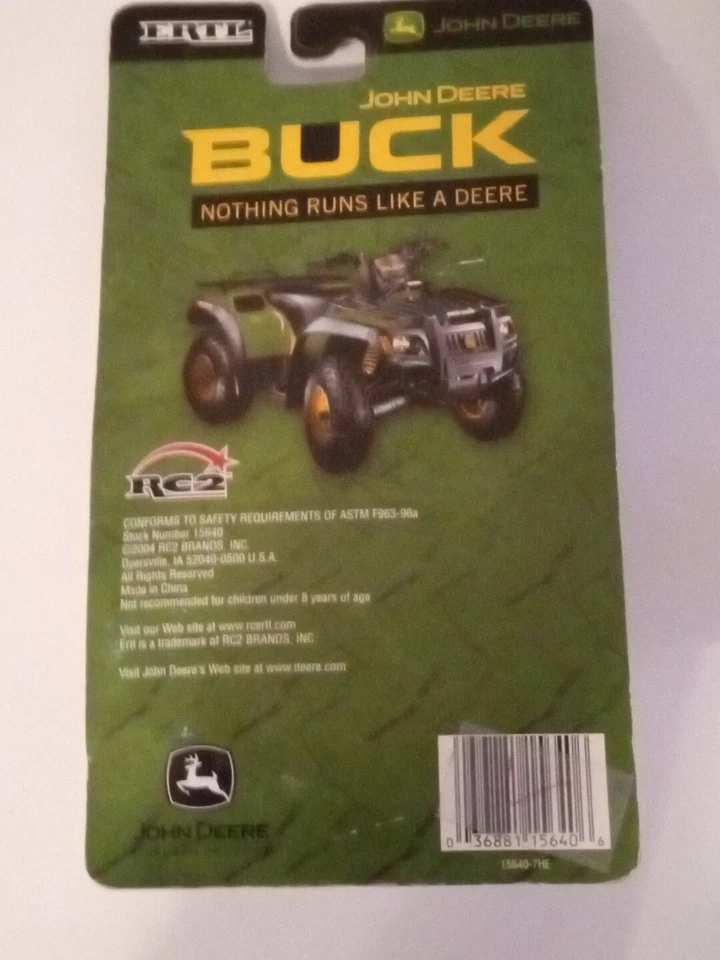 ERTL
JOHN DEERE
JOHN DEERE
BUCK
NOTHING RUNS LIKE A DEERE
RC2
CONFORMS TO SAFETY REQUIREMENTS OF ASTM F963-96a
Stock Number 15640
©2004 RC2 BRANDS, INC.
Dyersville, IA 52040-0500 U.S.A.
All Rights Reserved
Made in China
Not recommended for children under 8 years of age
Visit our Web site at www.rcertl.com
Ertl is a trademark of RC2 BRANDS, INC.
Visit John Deere's Web site at www.deere.com
JOHN DEERE
0 36881 15640 6
15640-7HE